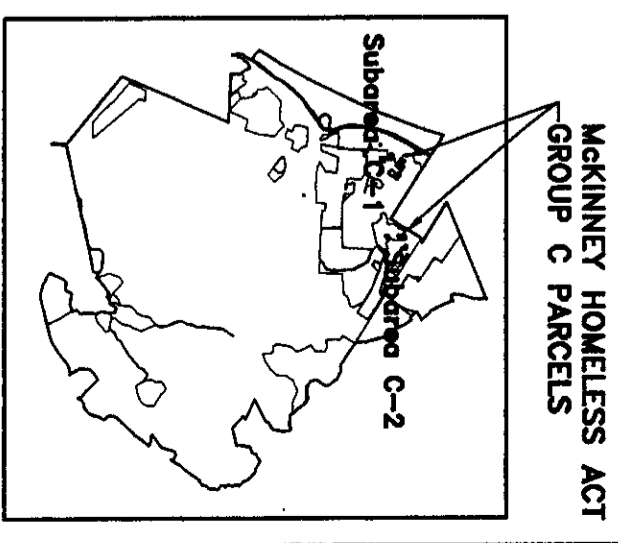 McKINNEY HOMELESS ACT
GROUP C PARCELS
Subarea C-1
Subarea C-2